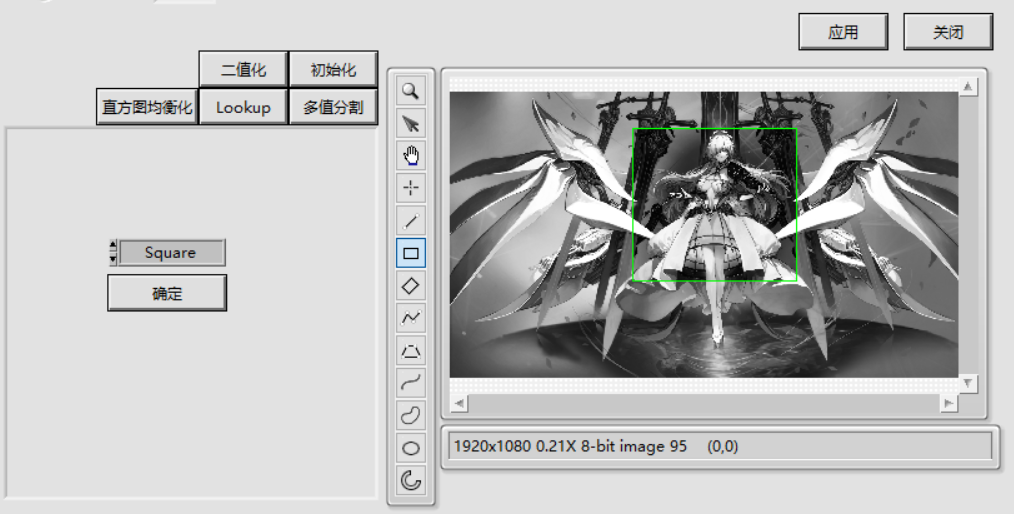 应用 关闭
二值化 初始化
直方图均衡化 Lookup 多值分割
Square
确定
1920x1080 0.21X 8-bit image 95 (0,0)